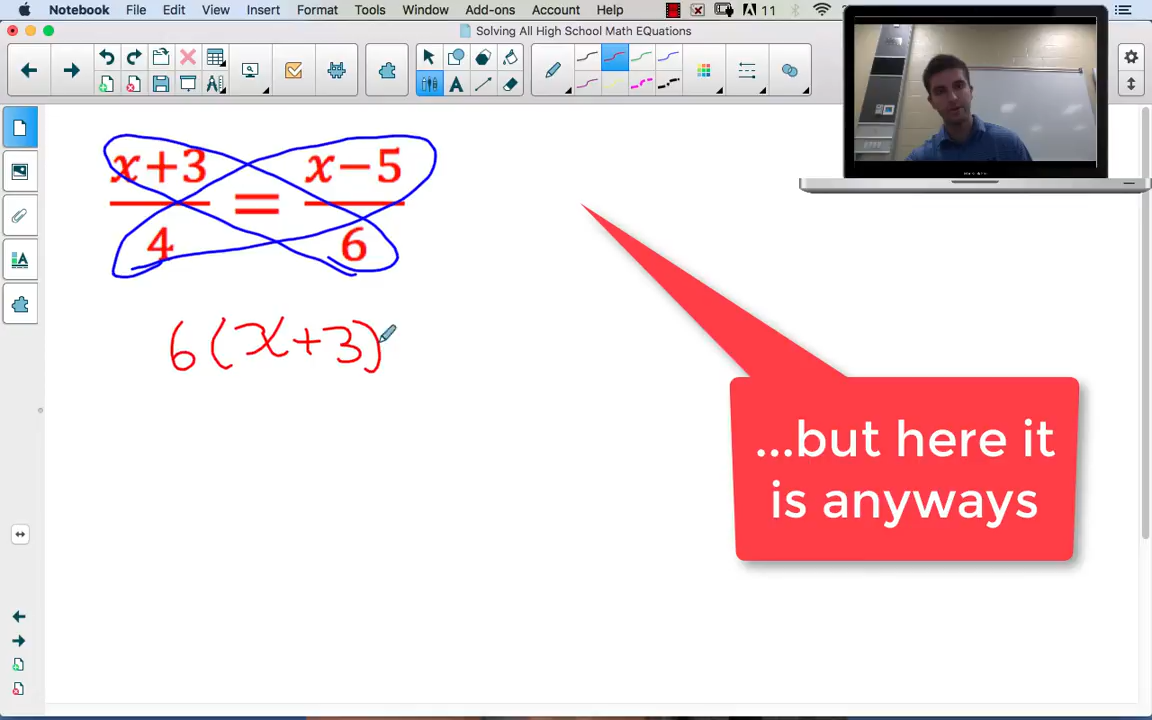 Notebook File Edit View Insert Format Tools Window Add-ons Account Help 11
Solving All High School Math EQuations
x+3 = x−5
4 6
6(x+3)
...but here it
is anyways